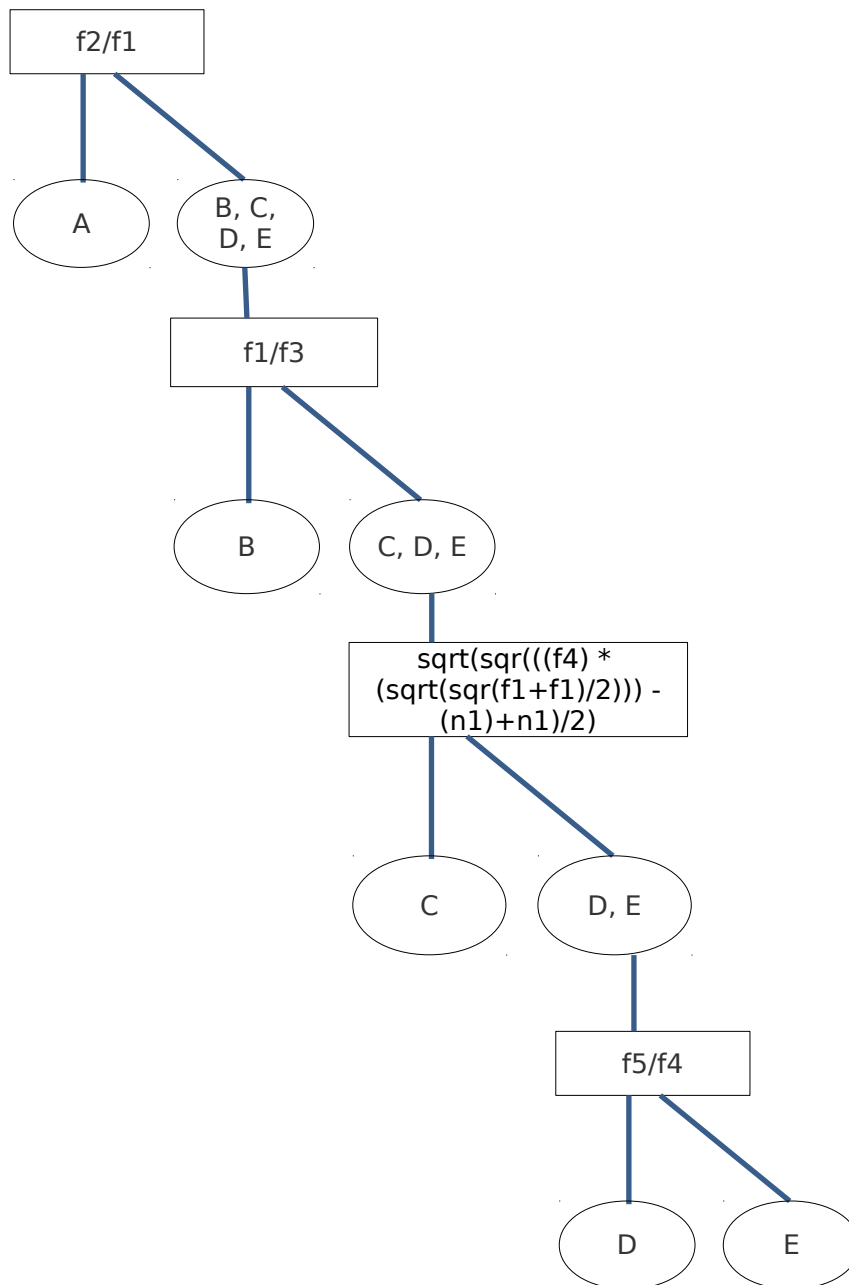 f2/f1
A
B, C,
D, E
f1/f3
B
C, D, E
sqrt(sqr(((f4) *
(sqrt(sqr(f1+f1)/2))) -
(n1)+n1)/2)
C
D, E
f5/f4
D
E